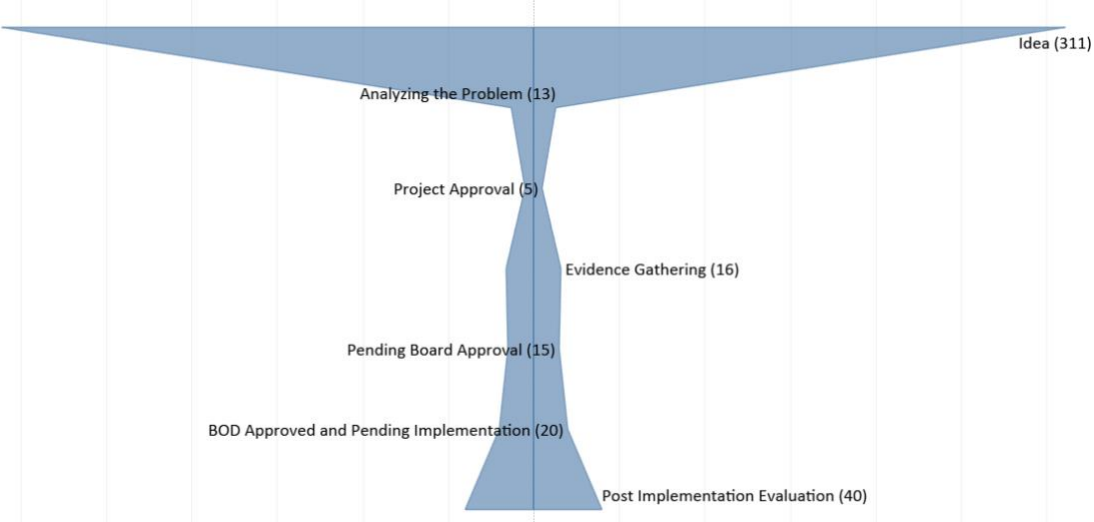 Idea (311)
Analyzing the Problem (13)
Project Approval (5)
Evidence Gathering (16)
Pending Board Approval (15)
BOD Approved and Pending Implementation (20)
Post Implementation Evaluation (40)